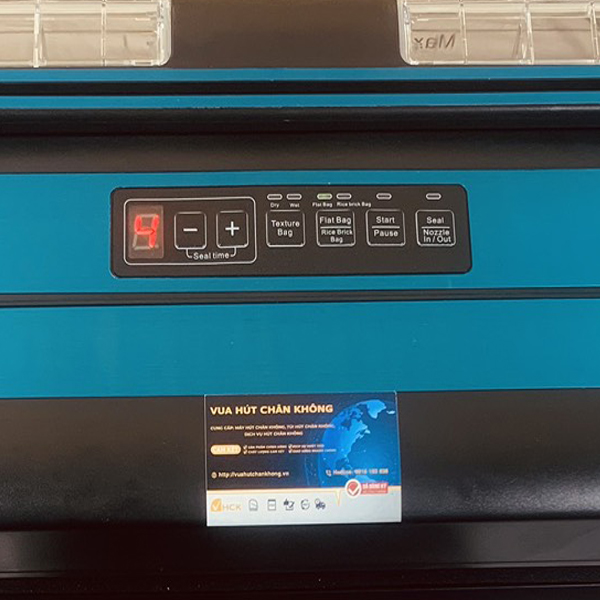 Max
Dry Wet Flat Bag Rice brick Bag
4 − + Texture Bag Flat Bag Start Seal
Rice Brick Bag Pause Nozzle In / Out
Seal time
VUA HÚT CHÂN KHÔNG
CUNG CẤP: MÁY HÚT CHÂN KHÔNG, TÚI HÚT CHÂN KHÔNG,
DỊCH VỤ HÚT CHÂN KHÔNG
http://vuahutchankhong.vn Hotline:
VHCK